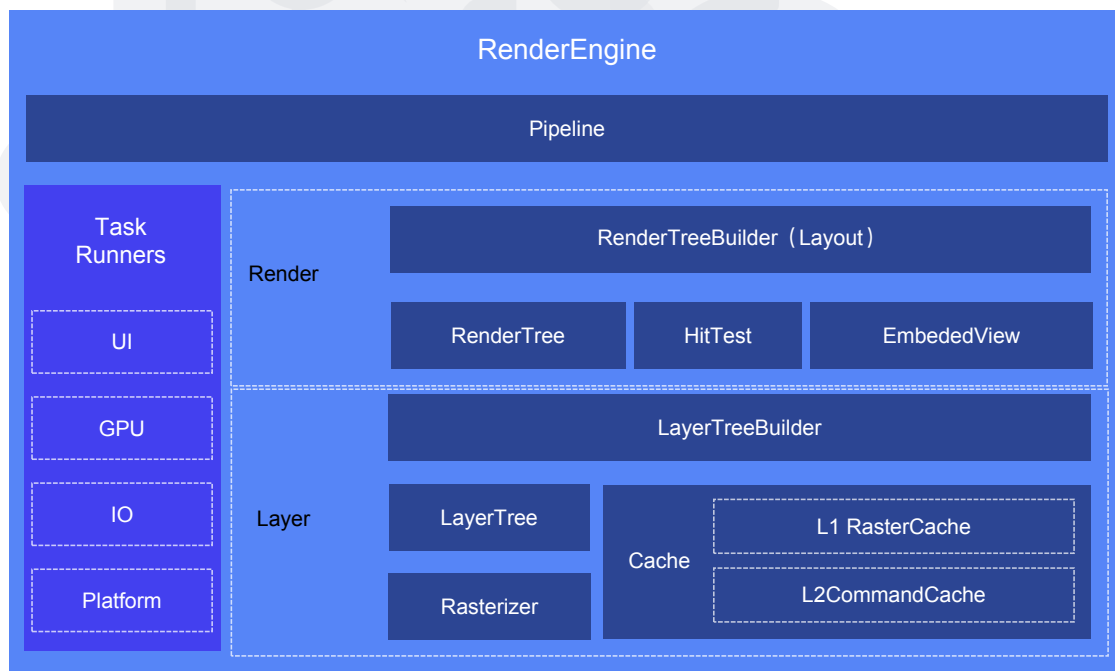 RenderEngine
Pipeline
Task
Runners
UI
GPU
IO
Platform
Render
RenderTreeBuilder（Layout）
RenderTree
HitTest
EmbededView
Layer
LayerTreeBuilder
LayerTree
Rasterizer
Cache
L1 RasterCache
L2CommandCache